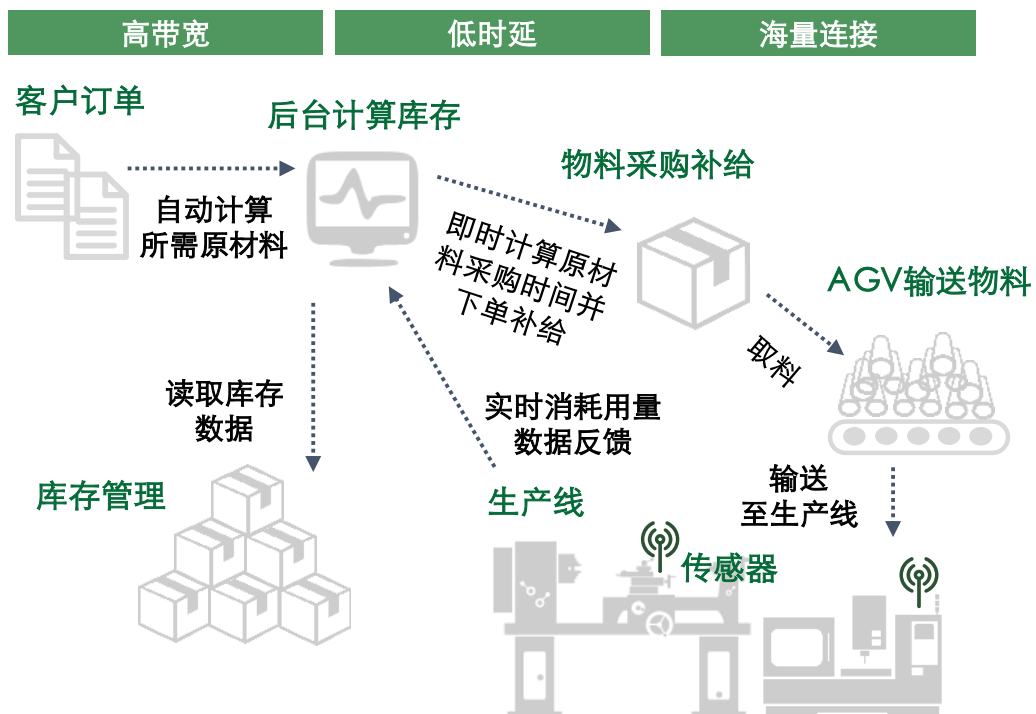 高带宽
低时延
海量连接
客户订单
后台计算库存
物料采购补给
自动计算
所需原材料
即时计算原材
料采购时间并
下单补给
AGV输送物料
取料
读取库存
数据
实时消耗用量
数据反馈
库存管理
生产线
输送
至生产线
传感器